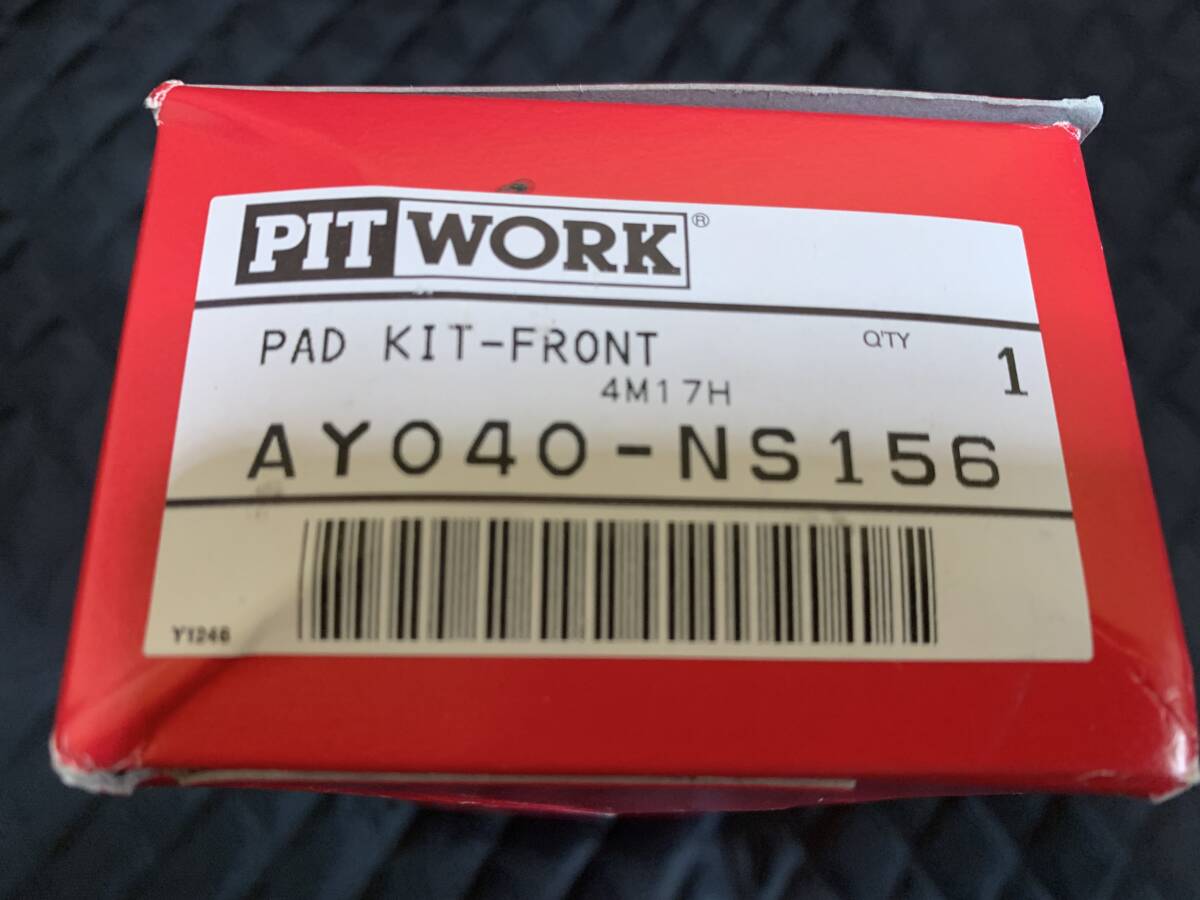 PIT WORK®
PAD KIT-FRONT
Q'TY 1
4M17H
AY040-NS156
Y1246